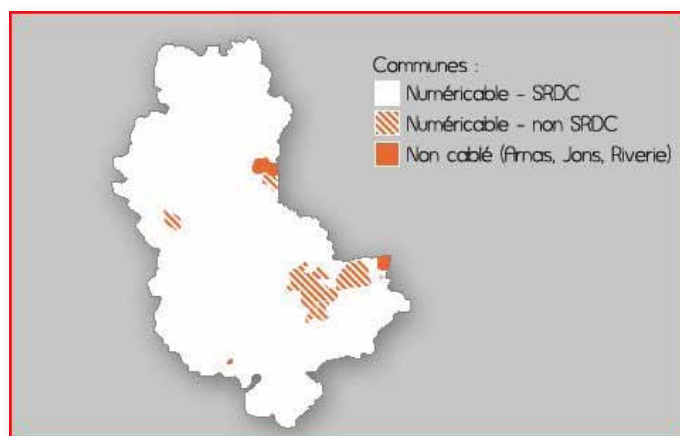 Communes :
Numéricable - SRDC
Numéricable - non SRDC
Non cablé (Arnas, Jons, Riverie)